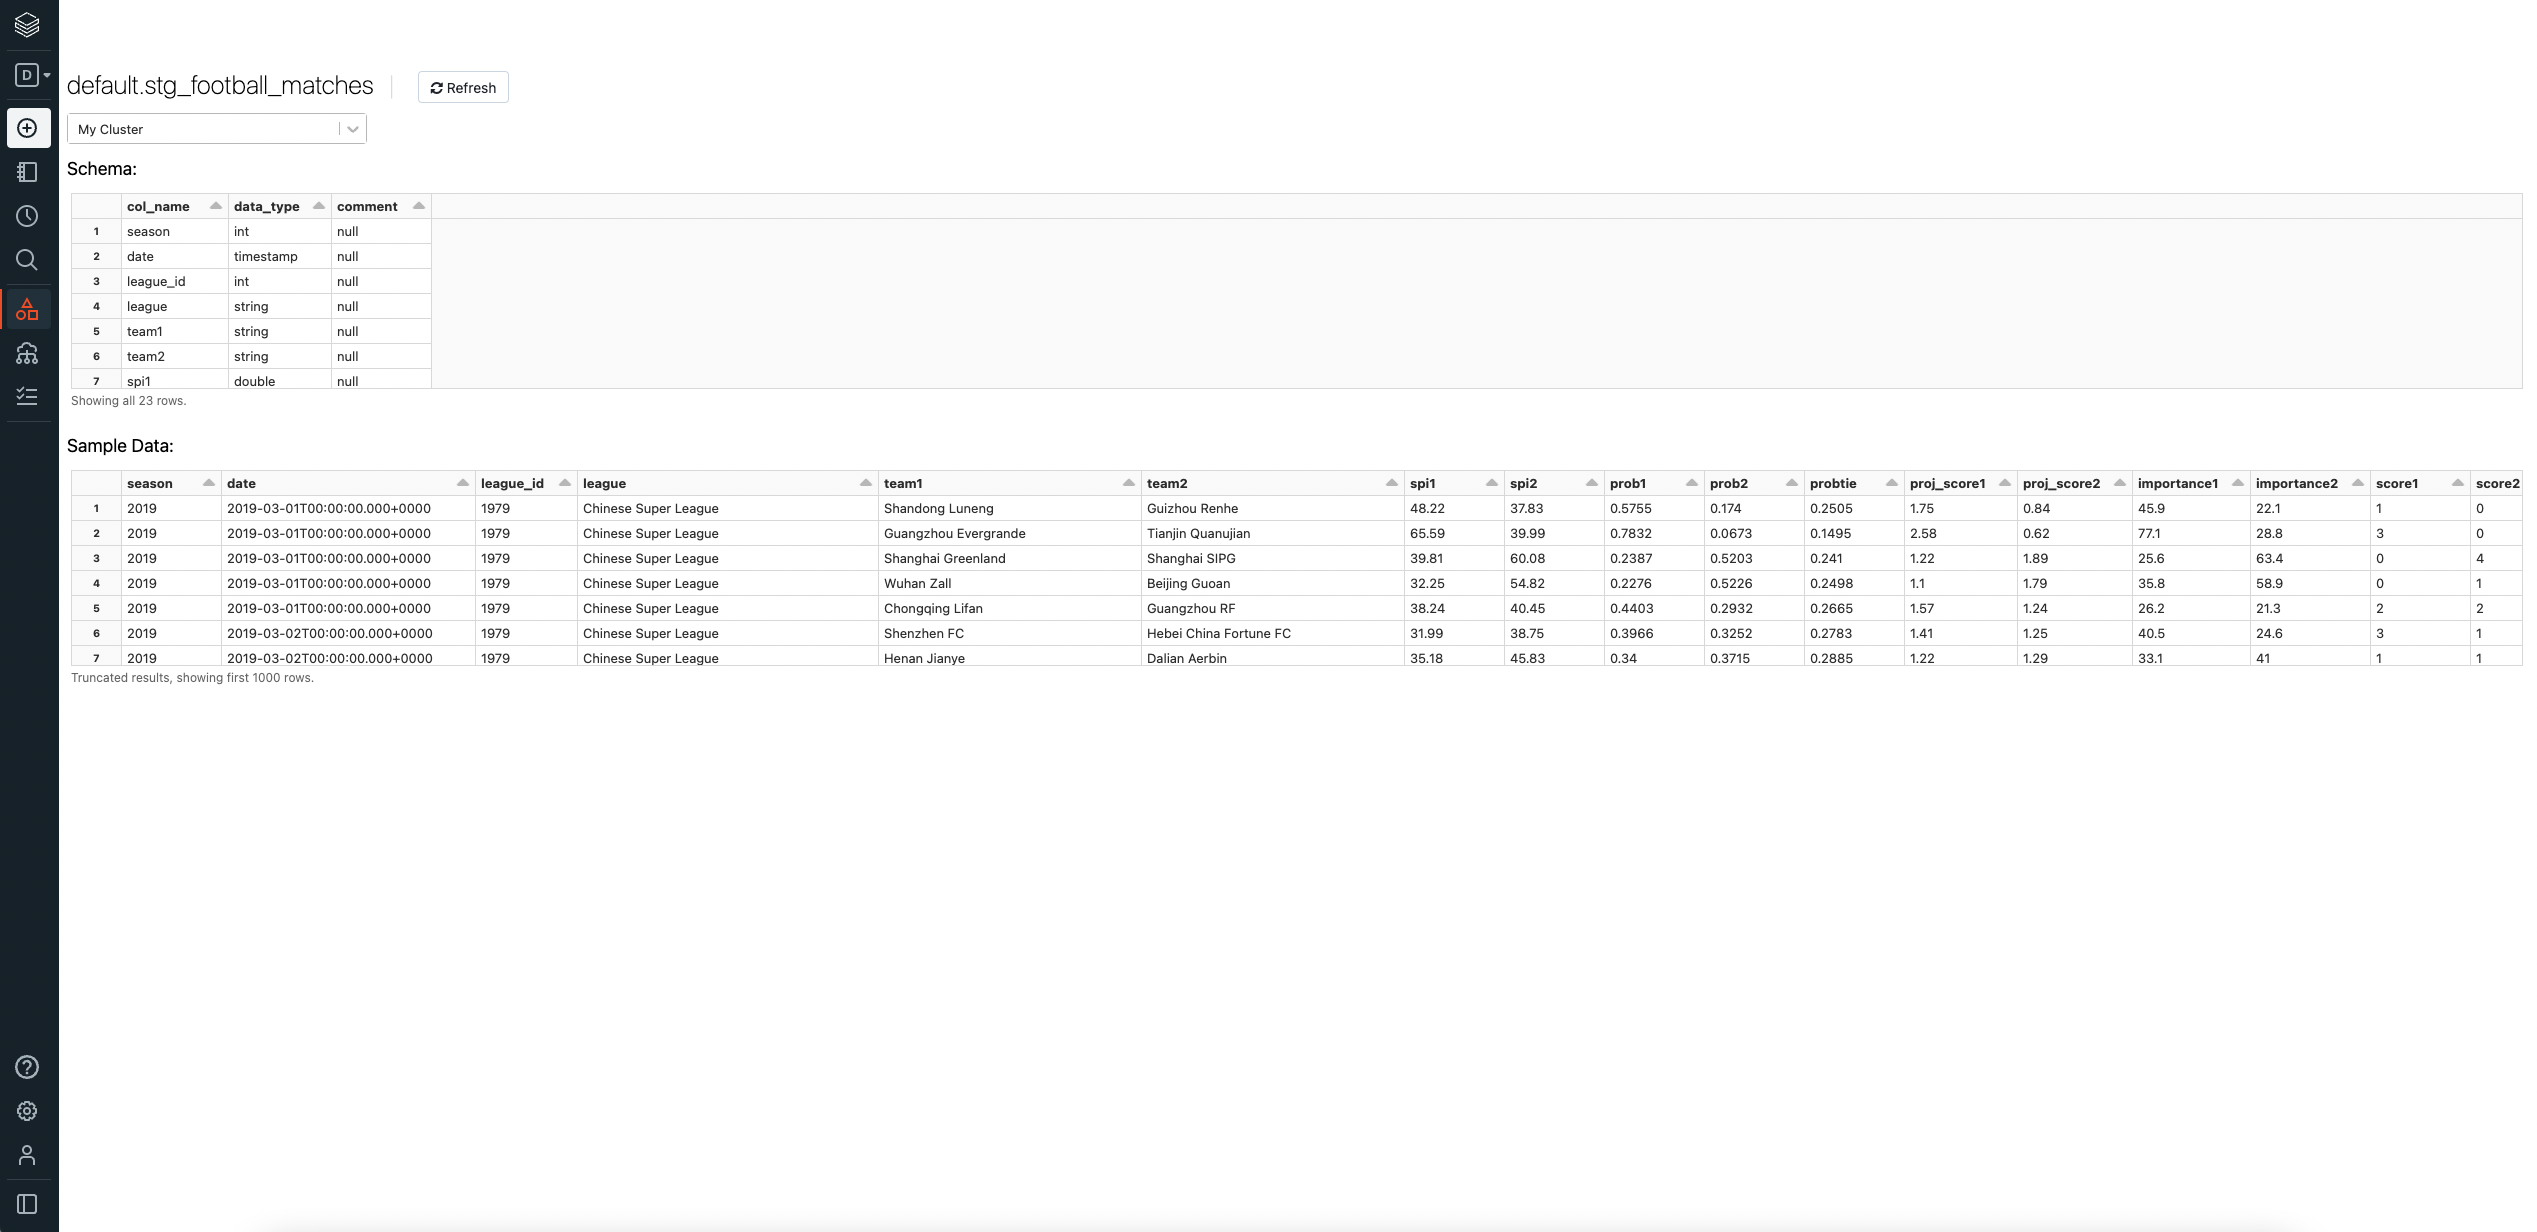 D
default.stg_football_matches
Refresh
My Cluster
Schema:
col_name data_type comment
1 season int null
2 date timestamp null
3 league_id int null
4 league string null
5 team1 string null
6 team2 string null
7 spi1 double null
Showing all 23 rows.
Sample Data:
season date league_id league team1 team2 spi1 spi2 prob1 prob2 probtie proj_score1 proj_score2 importance1 importance2 score1 score2
1 2019 2019-03-01T00:00:00.000+0000 1979 Chinese Super League Shandong Luneng Guizhou Renhe 48.22 37.83 0.5755 0.174 0.2505 1.75 0.84 45.9 22.1 1 0
2 2019 2019-03-01T00:00:00.000+0000 1979 Chinese Super League Guangzhou Evergrande Tianjin Quanujian 65.59 39.99 0.7832 0.0673 0.1495 2.58 0.62 77.1 28.8 3 0
3 2019 2019-03-01T00:00:00.000+0000 1979 Chinese Super League Shanghai Greenland Shanghai SIPG 39.81 60.08 0.2387 0.5203 0.241 1.22 1.89 25.6 63.4 0 4
4 2019 2019-03-01T00:00:00.000+0000 1979 Chinese Super League Wuhan Zall Beijing Guoan 32.25 54.82 0.2276 0.5226 0.2498 1.1 1.79 35.8 58.9 0 1
5 2019 2019-03-01T00:00:00.000+0000 1979 Chinese Super League Chongqing Lifan Guangzhou RF 38.24 40.45 0.4403 0.2932 0.2665 1.57 1.24 26.2 21.3 2 2
6 2019 2019-03-02T00:00:00.000+0000 1979 Chinese Super League Shenzhen FC Hebei China Fortune FC 31.99 38.75 0.3966 0.3252 0.2783 1.41 1.25 40.5 24.6 3 1
7 2019 2019-03-02T00:00:00.000+0000 1979 Chinese Super League Henan Jianye Dalian Aerbin 35.18 45.83 0.34 0.3715 0.2885 1.22 1.29 33.1 41 1 1
Truncated results, showing first 1000 rows.